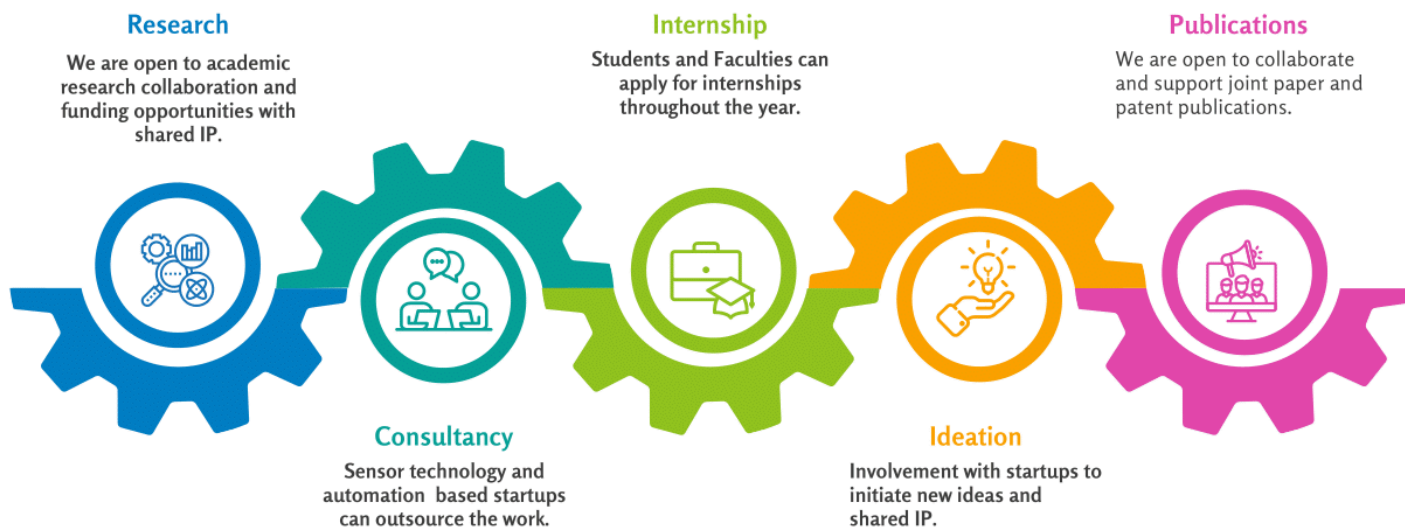 Research
We are open to academic
research collaboration and
funding opportunities with
shared IP.
Consultancy
Sensor technology and
automation based startups
can outsource the work.
Internship
Students and Faculties can
apply for internships
throughout the year.
Ideation
Involvement with startups to
initiate new ideas and
shared IP.
Publications
We are open to collaborate
and support joint paper and
patent publications.